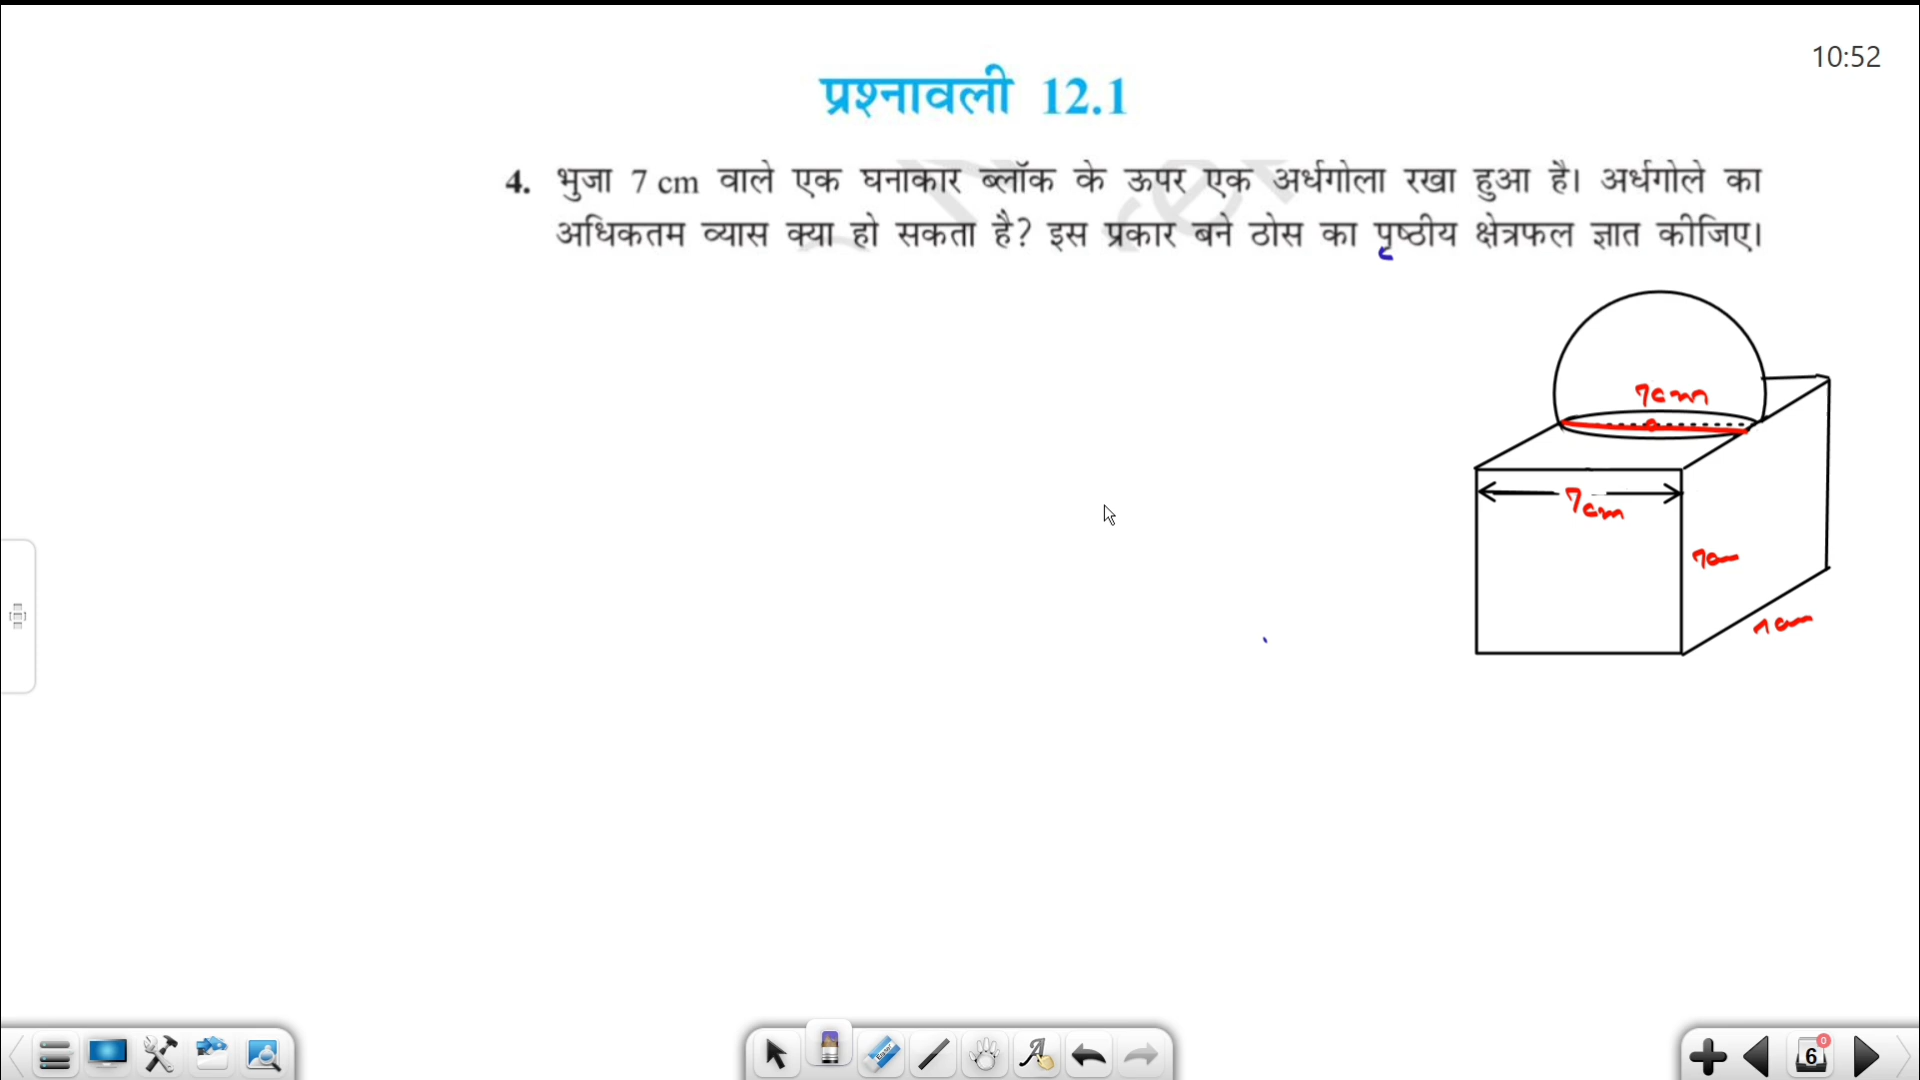 10:52
प्रश्नावली 12.1
4. भुजा 7 cm वाले एक घनाकार ब्लॉक के ऊपर एक अर्धगोला रखा हुआ है। अर्धगोले का
अधिकतम व्यास क्या हो सकता है? इस प्रकार बने ठोस का पृष्ठीय क्षेत्रफल ज्ञात कीजिए।
7cm
7cm
7cm
7cm
6